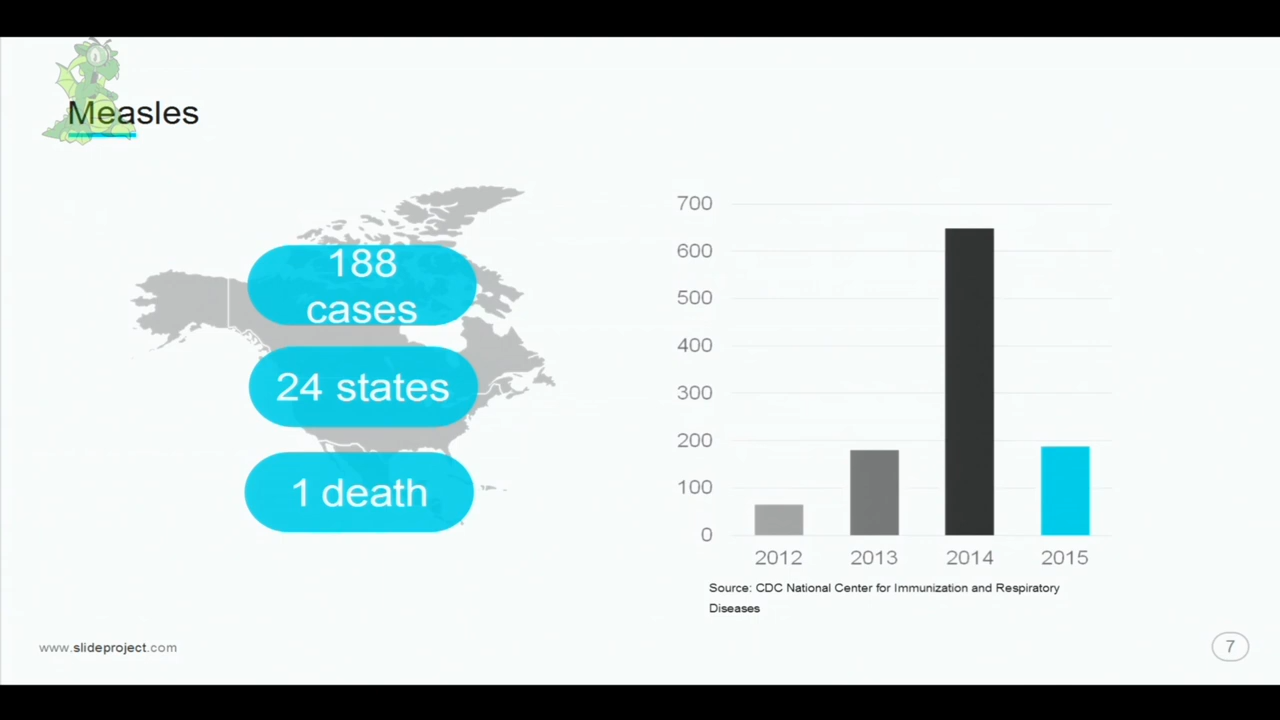 Measles
188
cases
24 states
1 death
700
600
500
400
300
200
100
0
2012 2013 2014 2015
Source: CDC National Center for Immunization and Respiratory
Diseases
www.slideproject.com
7